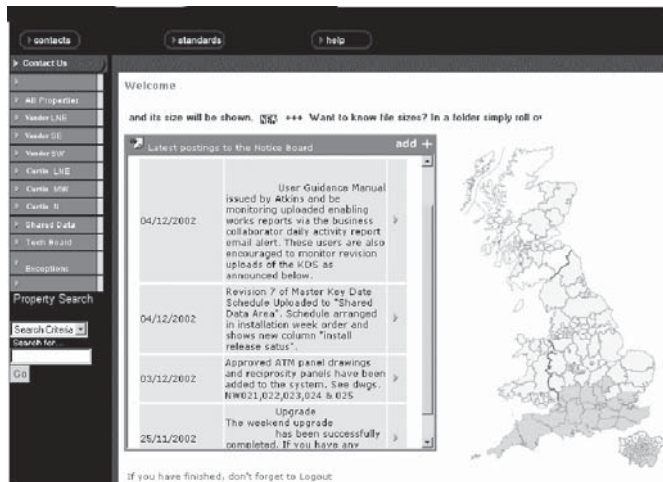 contacts
standards
help
Contact Us
All Properties
Vander LNE
Vander SE
Vander SW
Curtin LNE
Curtin MW
Curtin N
Shared Data
Tech Board
Exceptions
Property Search
Search Criteria
Search for...
Go
Welcome
and its size will be shown. +++ Want to know file sizes? In a folder simply roll o
Latest postings to the Notice Board
add +
04/12/2002
User Guidance Manual
issued by Atkins and be
monitoring uploaded enabling
works reports via the business
collaborator daily activity report
email alert. These users are also
encouraged to monitor revision
uploads of the KDS as
announced below.
04/12/2002
Revision 7 of Master Key Date
Schedule Uploaded to "Shared
Data Area". Schedule arranged
in installation week order and
shows new column "install
release satus".
03/12/2002
Approved ATM panel drawings
and reciprosity panels have been
added to the system. See dwgs.
NW021,022,023,024 & 025
25/11/2002
Upgrade
The weekend upgrade
has been successfully
completed. If you have any
If you have finished, don't forget to Logout